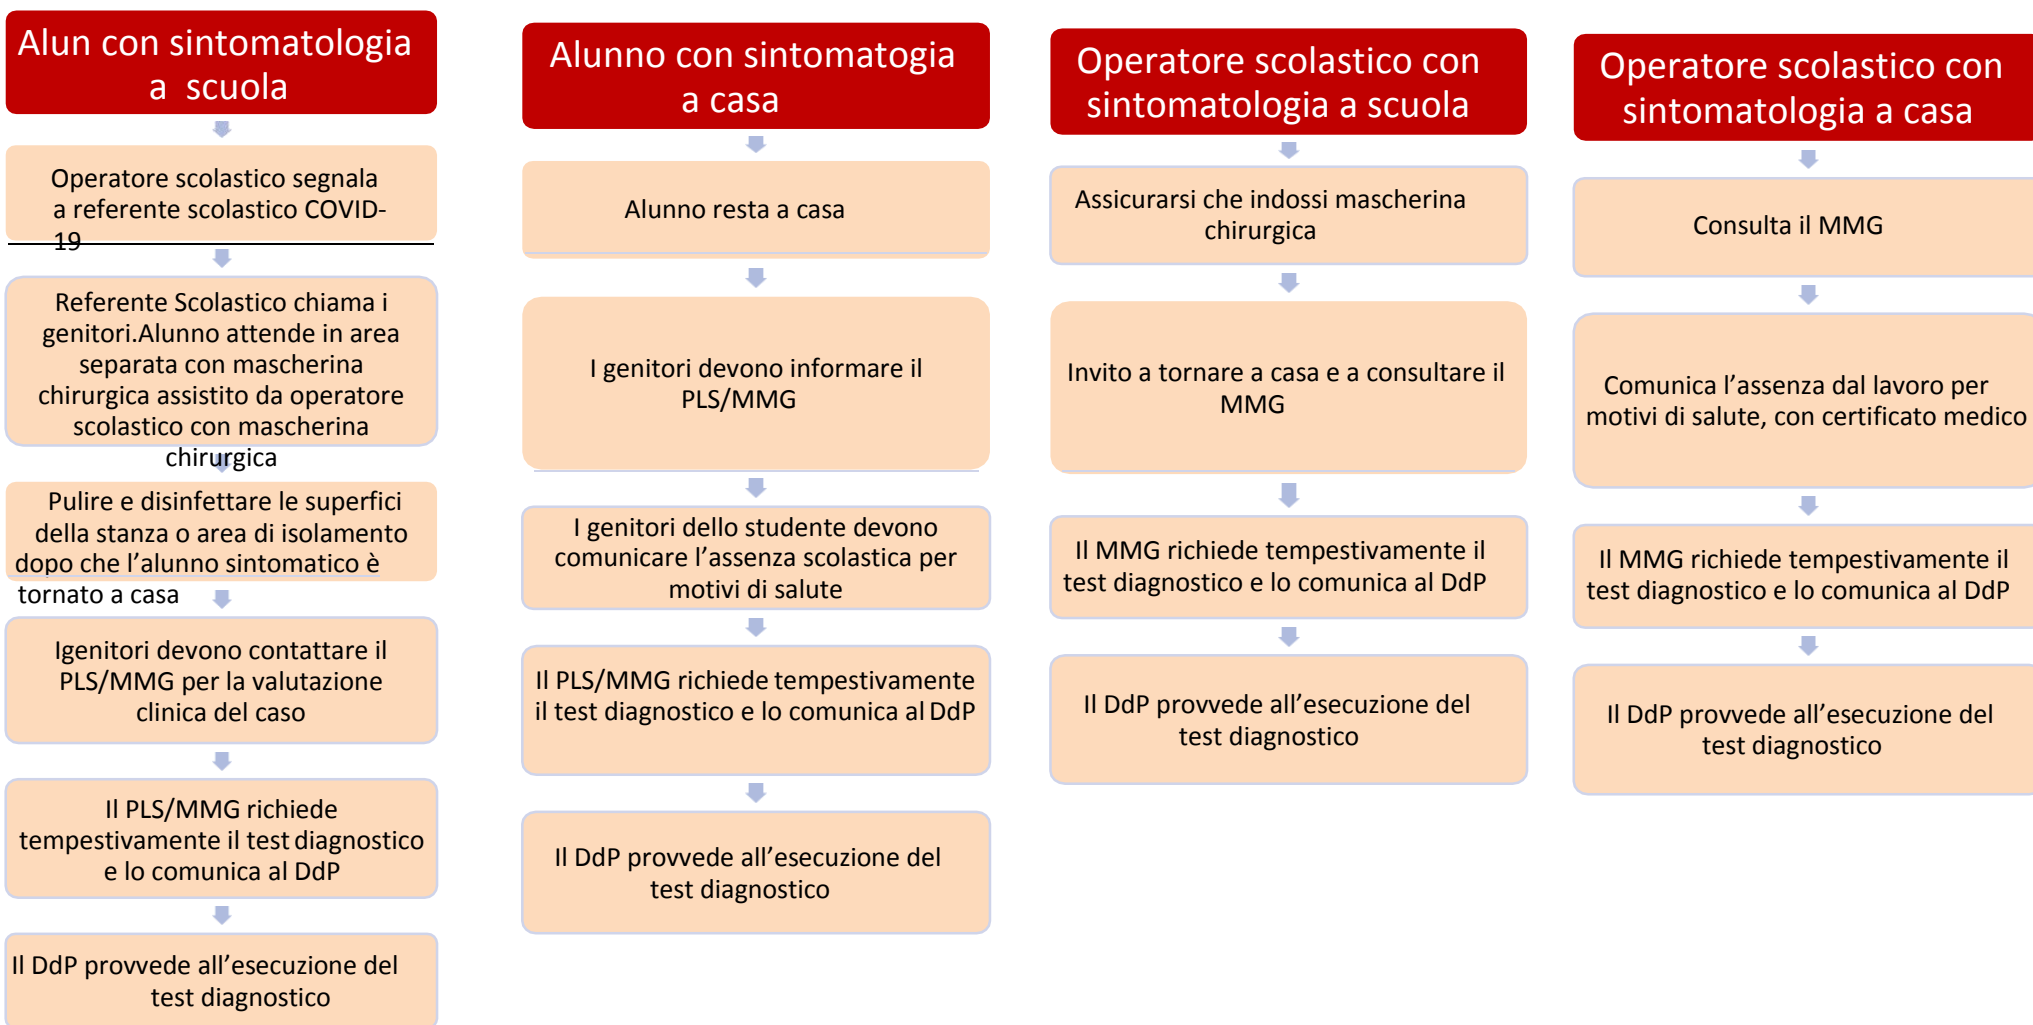 Alun con sintomatologia
a scuola
Operatore scolastico segnala
a referente scolastico COVID-
19
Referente Scolastico chiama i
genitori.Alunno attende in area
separata con mascherina
chirurgica assistito da operatore
scolastico con mascherina
chirurgica
Pulire e disinfettare le superfici
della stanza o area di isolamento
dopo che l’alunno sintomatico è
tornato a casa
Igenitori devono contattare il
PLS/MMG per la valutazione
clinica del caso
Il PLS/MMG richiede
tempestivamente il test diagnostico
e lo comunica al DdP
Il DdP provvede all’esecuzione del
test diagnostico
Alunno con sintomatogia
a casa
Alunno resta a casa
I genitori devono informare il
PLS/MMG
I genitori dello studente devono
comunicare l’assenza scolastica per
motivi di salute
Il PLS/MMG richiede tempestivamente
il test diagnostico e lo comunica al DdP
Il DdP provvede all’esecuzione del
test diagnostico
Operatore scolastico con
sintomatologia a scuola
Assicurarsi che indossi mascherina
chirurgica
Invito a tornare a casa e a consultare il
MMG
Il MMG richiede tempestivamente il
test diagnostico e lo comunica al DdP
Il DdP provvede all’esecuzione del
test diagnostico
Operatore scolastico con
sintomatologia a casa
Consulta il MMG
Comunica l’assenza dal lavoro per
motivi di salute, con certificato medico
Il MMG richiede tempestivamente il
test diagnostico e lo comunica al DdP
Il DdP provvede all’esecuzione del
test diagnostico